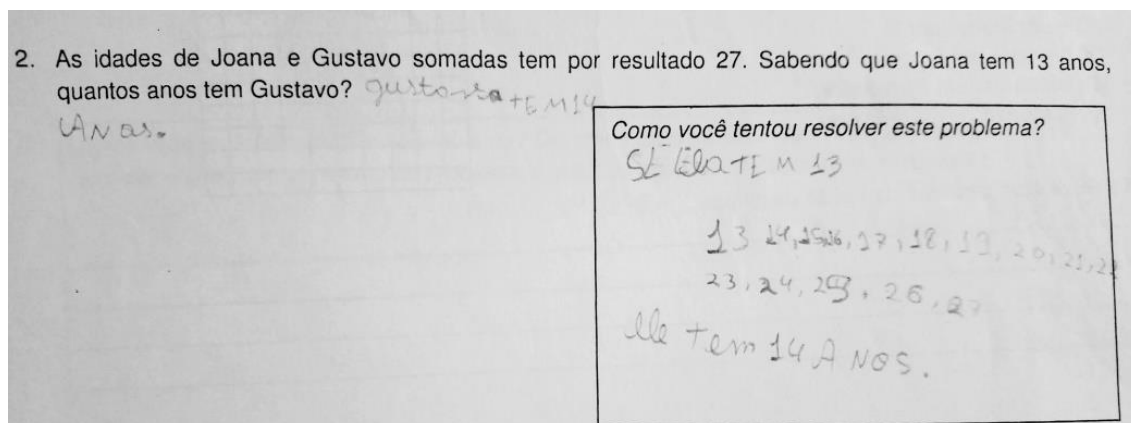 2. As idades de Joana e Gustavo somadas tem por resultado 27. Sabendo que Joana tem 13 anos,
quantos anos tem Gustavo? gustavo tEM14
ANos.
Como você tentou resolver este problema?
SE Ela tEM 13
13 14, 15, 16, 17, 18, 19, 20, 21, 22
23, 24, 25, 26, 27
ele tem 14 ANOS.